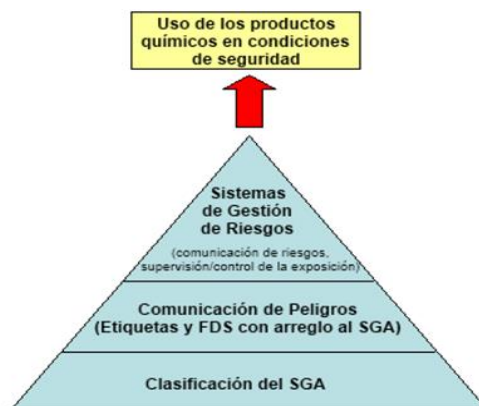 Uso de los productos
químicos en condiciones
de seguridad
Sistemas
de Gestión
de Riesgos
(comunicación de riesgos,
supervisión/control de la exposición)
Comunicación de Peligros
(Etiquetas y FDS con arreglo al SGA)
Clasificación del SGA